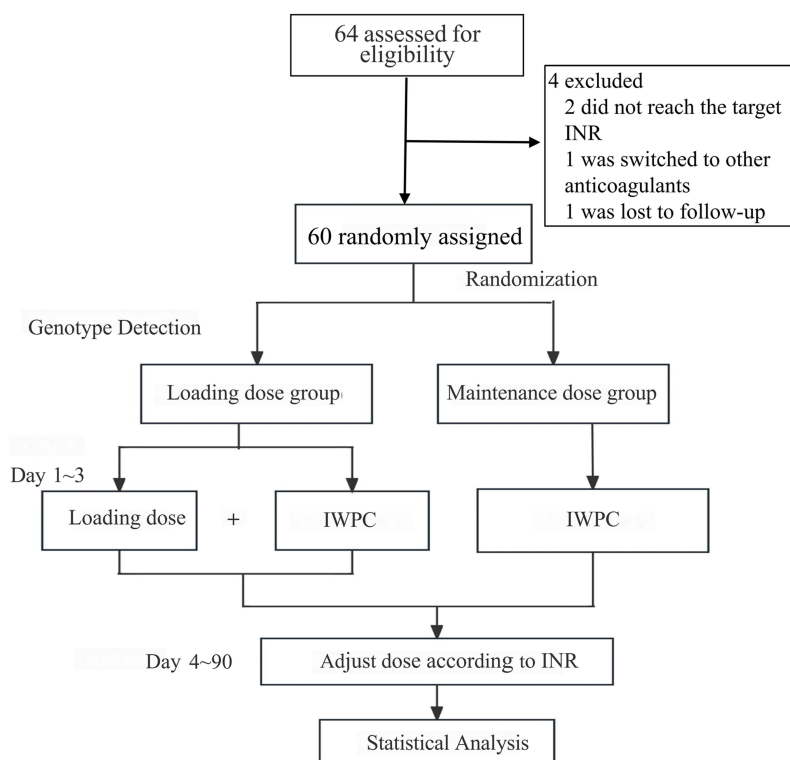 64 assessed for
eligibility
4 excluded
2 did not reach the target
INR
1 was switched to other
anticoagulants
1 was lost to follow-up
60 randomly assigned
Randomization
Genotype Detection
Loading dose group
Maintenance dose group
Day 1~3
Loading dose
+
IWPC
IWPC
Day 4~90
Adjust dose according to INR
Statistical Analysis